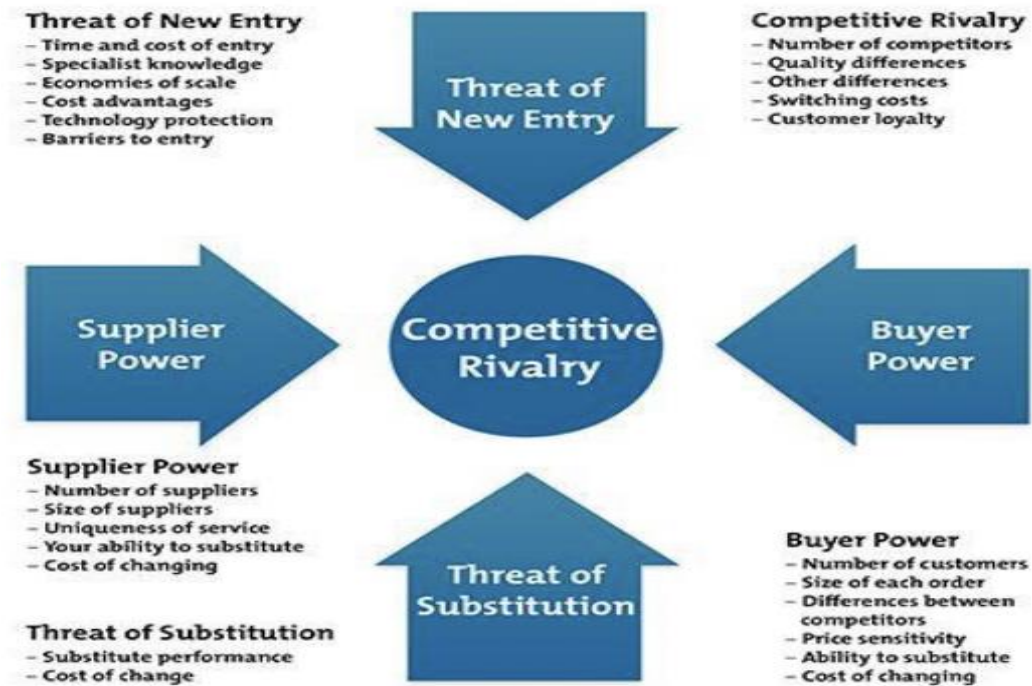 Threat of New Entry
– Time and cost of entry
– Specialist knowledge
– Economies of scale
– Cost advantages
– Technology protection
– Barriers to entry
Threat of
New Entry
Competitive Rivalry
– Number of competitors
– Quality differences
– Other differences
– Switching costs
– Customer loyalty
Supplier
Power
Competitive
Rivalry
Buyer
Power
Supplier Power
– Number of suppliers
– Size of suppliers
– Uniqueness of service
– Your ability to substitute
– Cost of changing
Threat of
Substitution
Buyer Power
– Number of customers
– Size of each order
– Differences between
competitors
– Price sensitivity
– Ability to substitute
– Cost of changing
Threat of Substitution
– Substitute performance
– Cost of change